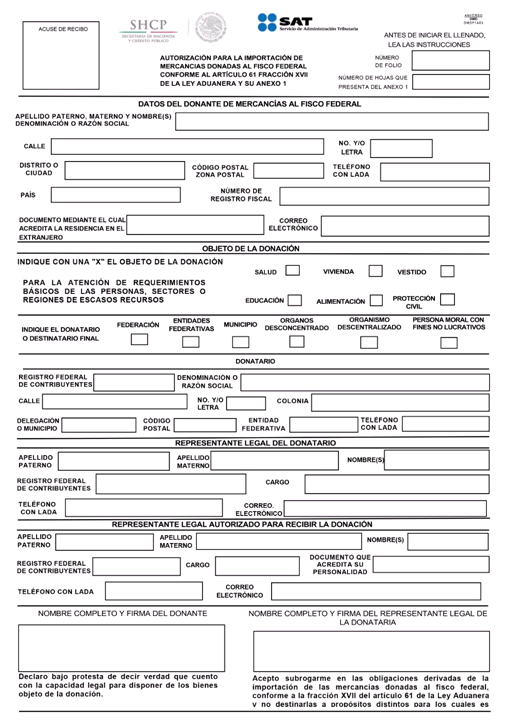 ACUSE DE RECIBO
SHCP
SECRETARÍA DE HACIENDA
Y CRÉDITO PÚBLICO
SAT
Servicio de Administración Tributaria
ANVERSO
ANTES DE INICIAR EL LLENADO,
LEA LAS INSTRUCCIONES
AUTORIZACIÓN PARA LA IMPORTACIÓN DE
MERCANCIAS DONADAS AL FISCO FEDERAL
CONFORME AL ARTÍCULO 61 FRACCIÓN XVII
DE LA LEY ADUANERA Y SU ANEXO 1
NÚMERO
DE FOLIO
NÚMERO DE HOJAS QUE
PRESENTA DEL ANEXO 1
DATOS DEL DONANTE DE MERCANCÍAS AL FISCO FEDERAL
APELLIDO PATERNO, MATERNO Y NOMBRE(S)
DENOMINACIÓN O RAZÓN SOCIAL
CALLE
NO. Y/O
LETRA
DISTRITO O
CIUDAD
CÓDIGO POSTAL
ZONA POSTAL
TELÉFONO
CON LADA
PAÍS
NÚMERO DE
REGISTRO FISCAL
DOCUMENTO MEDIANTE EL CUAL
ACREDITA LA RESIDENCIA EN EL
EXTRANJERO
CORREO
ELECTRÓNICO
OBJETO DE LA DONACIÓN
INDIQUE CON UNA "X" EL OBJETO DE LA DONACIÓN
SALUD
VIVIENDA
VESTIDO
PARA LA ATENCIÓN DE REQUERIMIENTOS
BÁSICOS DE LAS PERSONAS, SECTORES O
REGIONES DE ESCASOS RECURSOS
EDUCACIÓN
ALIMENTACIÓN
PROTECCIÓN
CIVIL
INDIQUE EL DONATARIO
O DESTINATARIO FINAL
FEDERACIÓN
ENTIDADES
FEDERATIVAS
MUNICIPIO
ORGANOS
DESCONCENTRADO
ORGANISMO
DESCENTRALIZADO
PERSONA MORAL CON
FINES NO LUCRATIVOS
DONATARIO
REGISTRO FEDERAL
DE CONTRIBUYENTES
DENOMINACIÓN O
RAZÓN SOCIAL
CALLE
NO. Y/O
LETRA
COLONIA
DELEGACIÓN
O MUNICIPIO
CÓDIGO
POSTAL
ENTIDAD
FEDERATIVA
TELÉFONO
CON LADA
REPRESENTANTE LEGAL DEL DONATARIO
APELLIDO
PATERNO
APELLIDO
MATERNO
NOMBRE(S)
REGISTRO FEDERAL
DE CONTRIBUYENTES
CARGO
TELÉFONO
CON LADA
CORREO.
ELECTRÓNICO
REPRESENTANTE LEGAL AUTORIZADO PARA RECIBIR LA DONACIÓN
APELLIDO
PATERNO
APELLIDO
MATERNO
NOMBRE(S)
REGISTRO FEDERAL
DE CONTRIBUYENTES
CARGO
DOCUMENTO QUE
ACREDITA SU
PERSONALIDAD
TELÉFONO CON LADA
CORREO
ELECTRÓNICO
NOMBRE COMPLETO Y FIRMA DEL DONANTE
NOMBRE COMPLETO Y FIRMA DEL REPRESENTANTE LEGAL DE
LA DONATARIA
Declaro bajo protesta de decir verdad que cuento
con la capacidad legal para disponer de los bienes
objeto de la donación.
Acepto subrogarme en las obligaciones derivadas de la
importación de las mercancías donadas al fisco federal,
conforme a la fracción XVII del artículo 61 de la Ley Aduanera
y no destinarlas a propósitos distintos para los cuales es